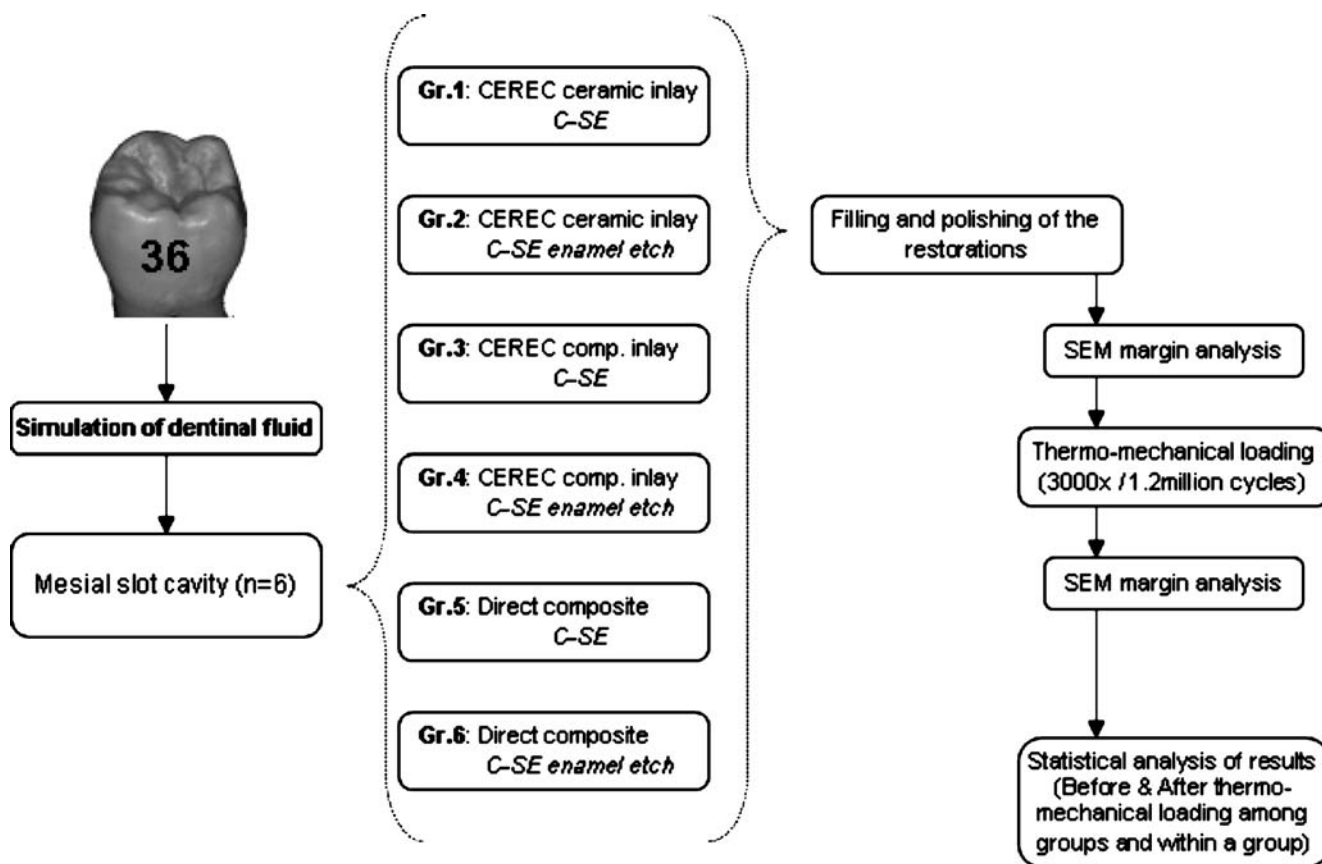 36
Simulation of dentinal fluid
Mesial slot cavity (n=6)
Gr.1: CEREC ceramic inlay
C-SE
Gr.2: CEREC ceramic inlay
C-SE enamel etch
Gr.3: CEREC comp. inlay
C-SE
Gr.4: CEREC comp. inlay
C-SE enamel etch
Gr.5: Direct composite
C-SE
Gr.6: Direct composite
C-SE enamel etch
Filling and polishing of the
restorations
SEM margin analysis
Thermo-mechanical loading
(3000x /1.2million cycles)
SEM margin analysis
Statistical analysis of results
(Before & After thermo-
mechanical loading among
groups and within a group)